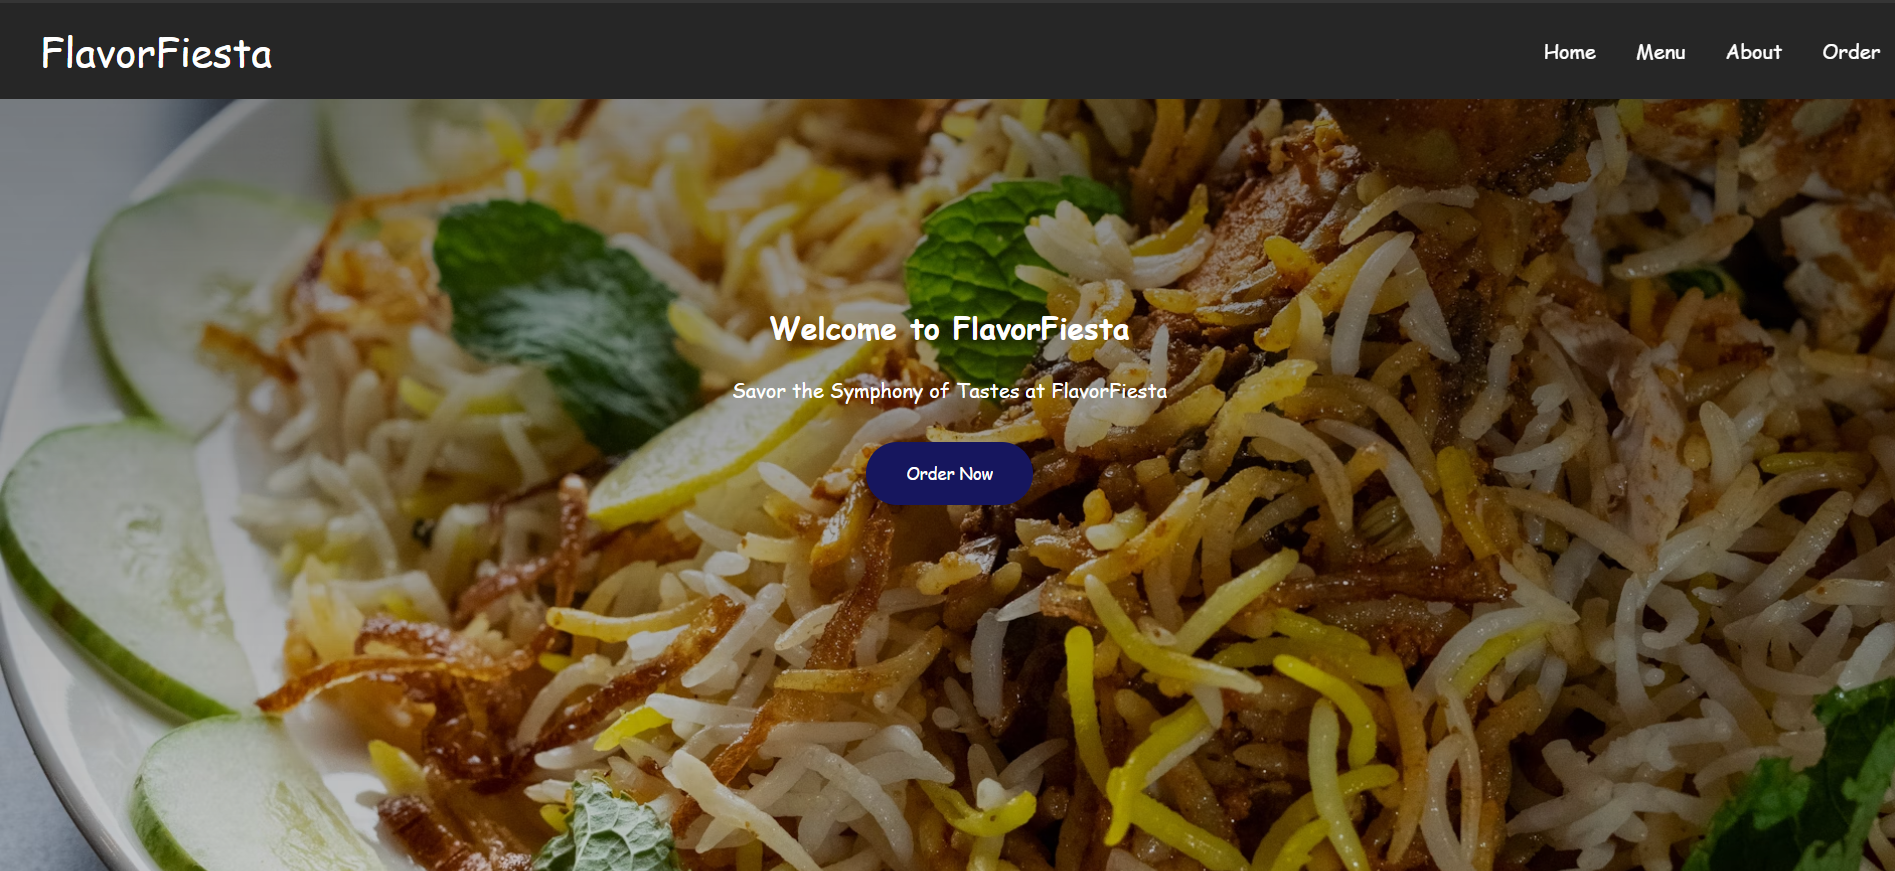 FlavorFiesta
Home Menu About Order
Welcome to FlavorFiesta
Savor the Symphony of Tastes at FlavorFiesta
Order Now